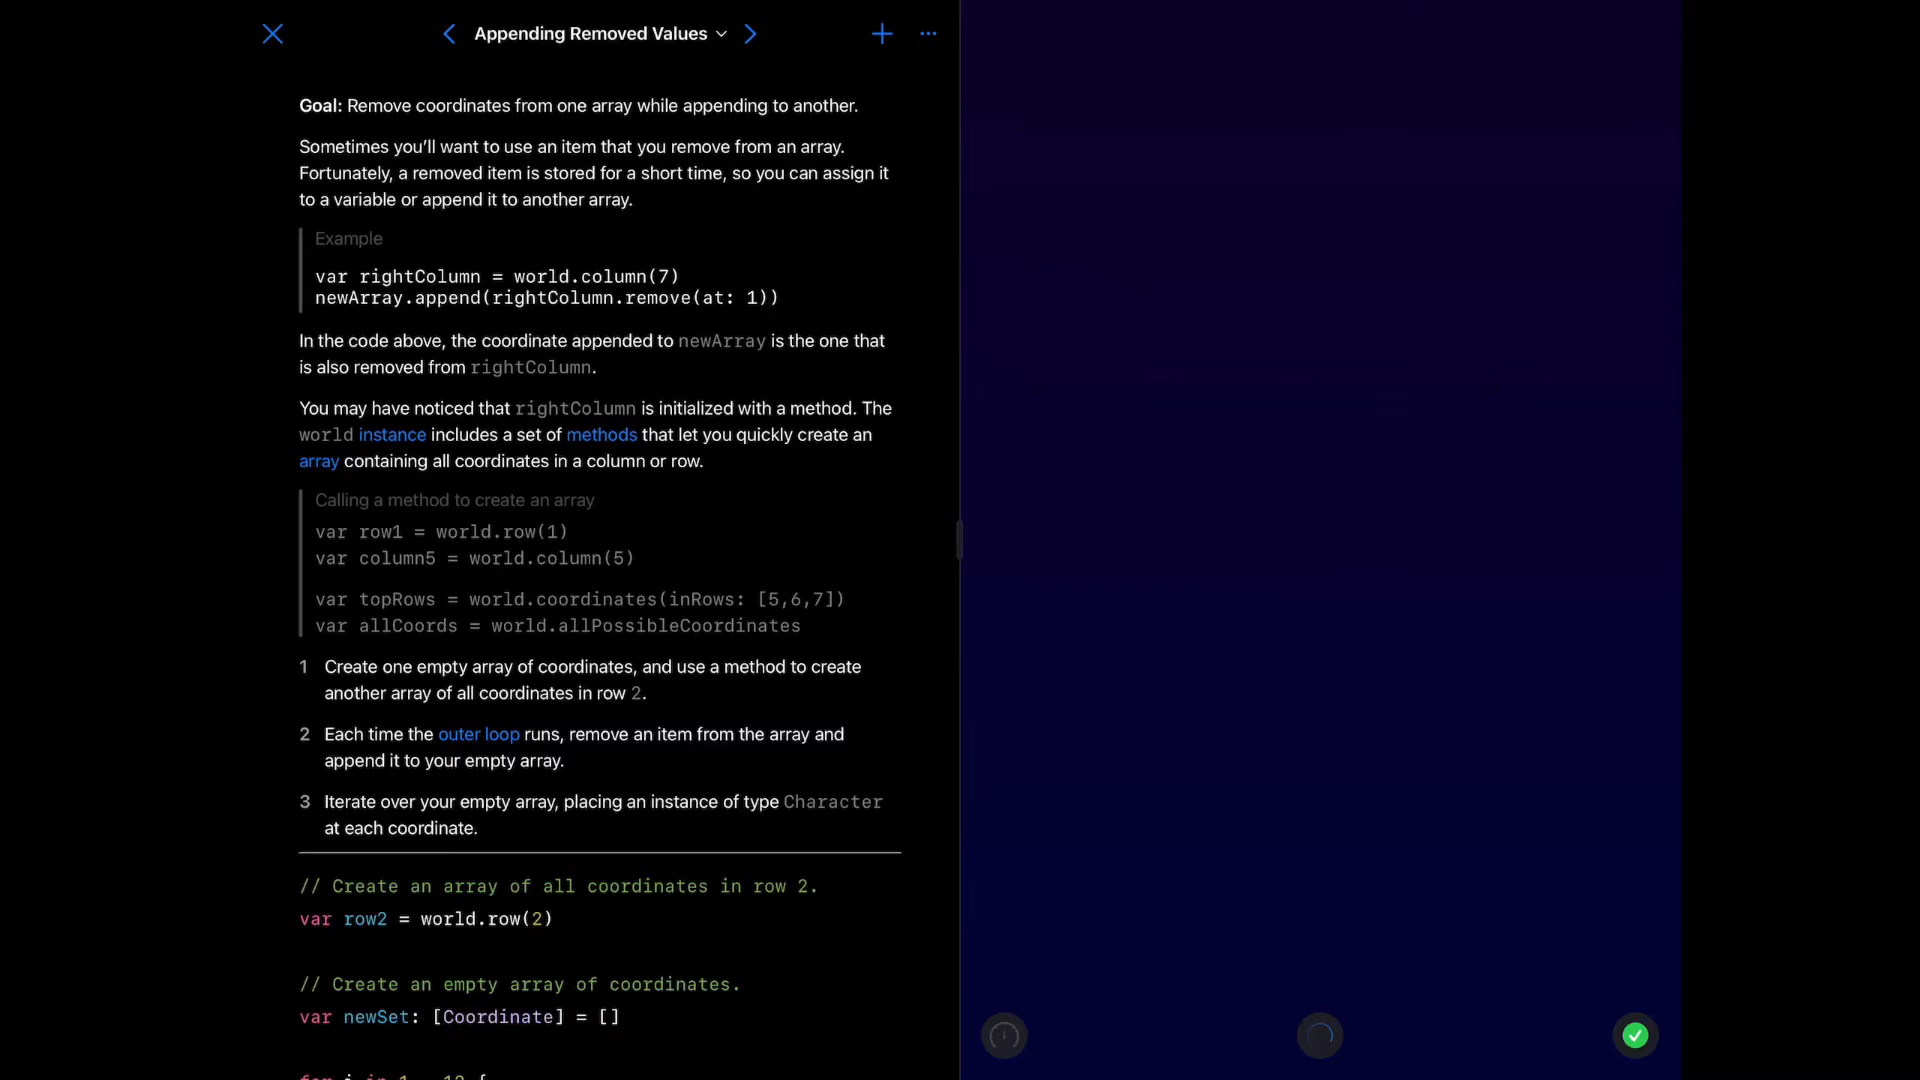 Appending Removed Values
Goal: Remove coordinates from one array while appending to another.
Sometimes you’ll want to use an item that you remove from an array.
Fortunately, a removed item is stored for a short time, so you can assign it
to a variable or append it to another array.
Example
var rightColumn = world.column(7)
newArray.append(rightColumn.remove(at: 1))
In the code above, the coordinate appended to newArray is the one that
is also removed from rightColumn.
You may have noticed that rightColumn is initialized with a method. The
world instance includes a set of methods that let you quickly create an
array containing all coordinates in a column or row.
Calling a method to create an array
var row1 = world.row(1)
var column5 = world.column(5)
var topRows = world.coordinates(inRows: [5,6,7])
var allCoords = world.allPossibleCoordinates
1 Create one empty array of coordinates, and use a method to create
another array of all coordinates in row 2.
2 Each time the outer loop runs, remove an item from the array and
append it to your empty array.
3 Iterate over your empty array, placing an instance of type Character
at each coordinate.
// Create an array of all coordinates in row 2.
var row2 = world.row(2)
// Create an empty array of coordinates.
var newSet: [Coordinate] = []